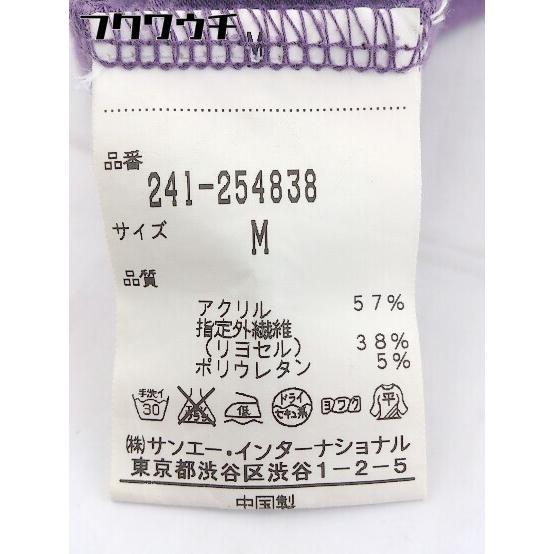 フクウウチ
M
品番
241-254838
サイズ M
品質
アクリル 57%
指定外繊維
(リヨセル) 38%
ポリウレタン 5%
手洗イ 30 低 ドライ セキユ系 ヨワク 平
㈱サンエー・インターナショナル
東京都渋谷区渋谷1-2-5
中国製